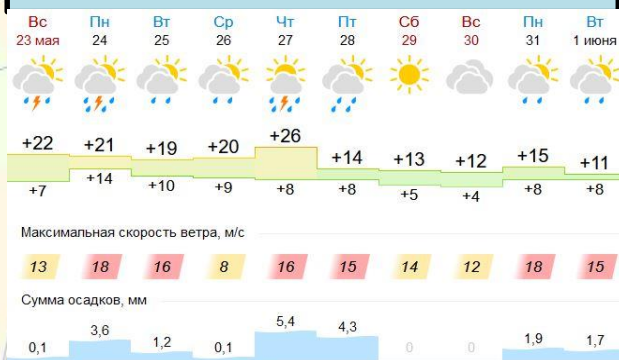 Вс Пн Вт Ср Чт Пт Сб Вс Пн Вт
23 мая 24 25 26 27 28 29 30 31 1 июня
+22 +21 +19 +20 +26 +14 +13 +12 +15 +11
+7 +14 +10 +9 +8 +8 +5 +4 +8 +8
Максимальная скорость ветра, м/с
13 18 16 8 16 15 14 12 18 15
Сумма осадков, мм
0,1 3,6 1,2 0,1 5,4 4,3 0 0 1,9 1,7